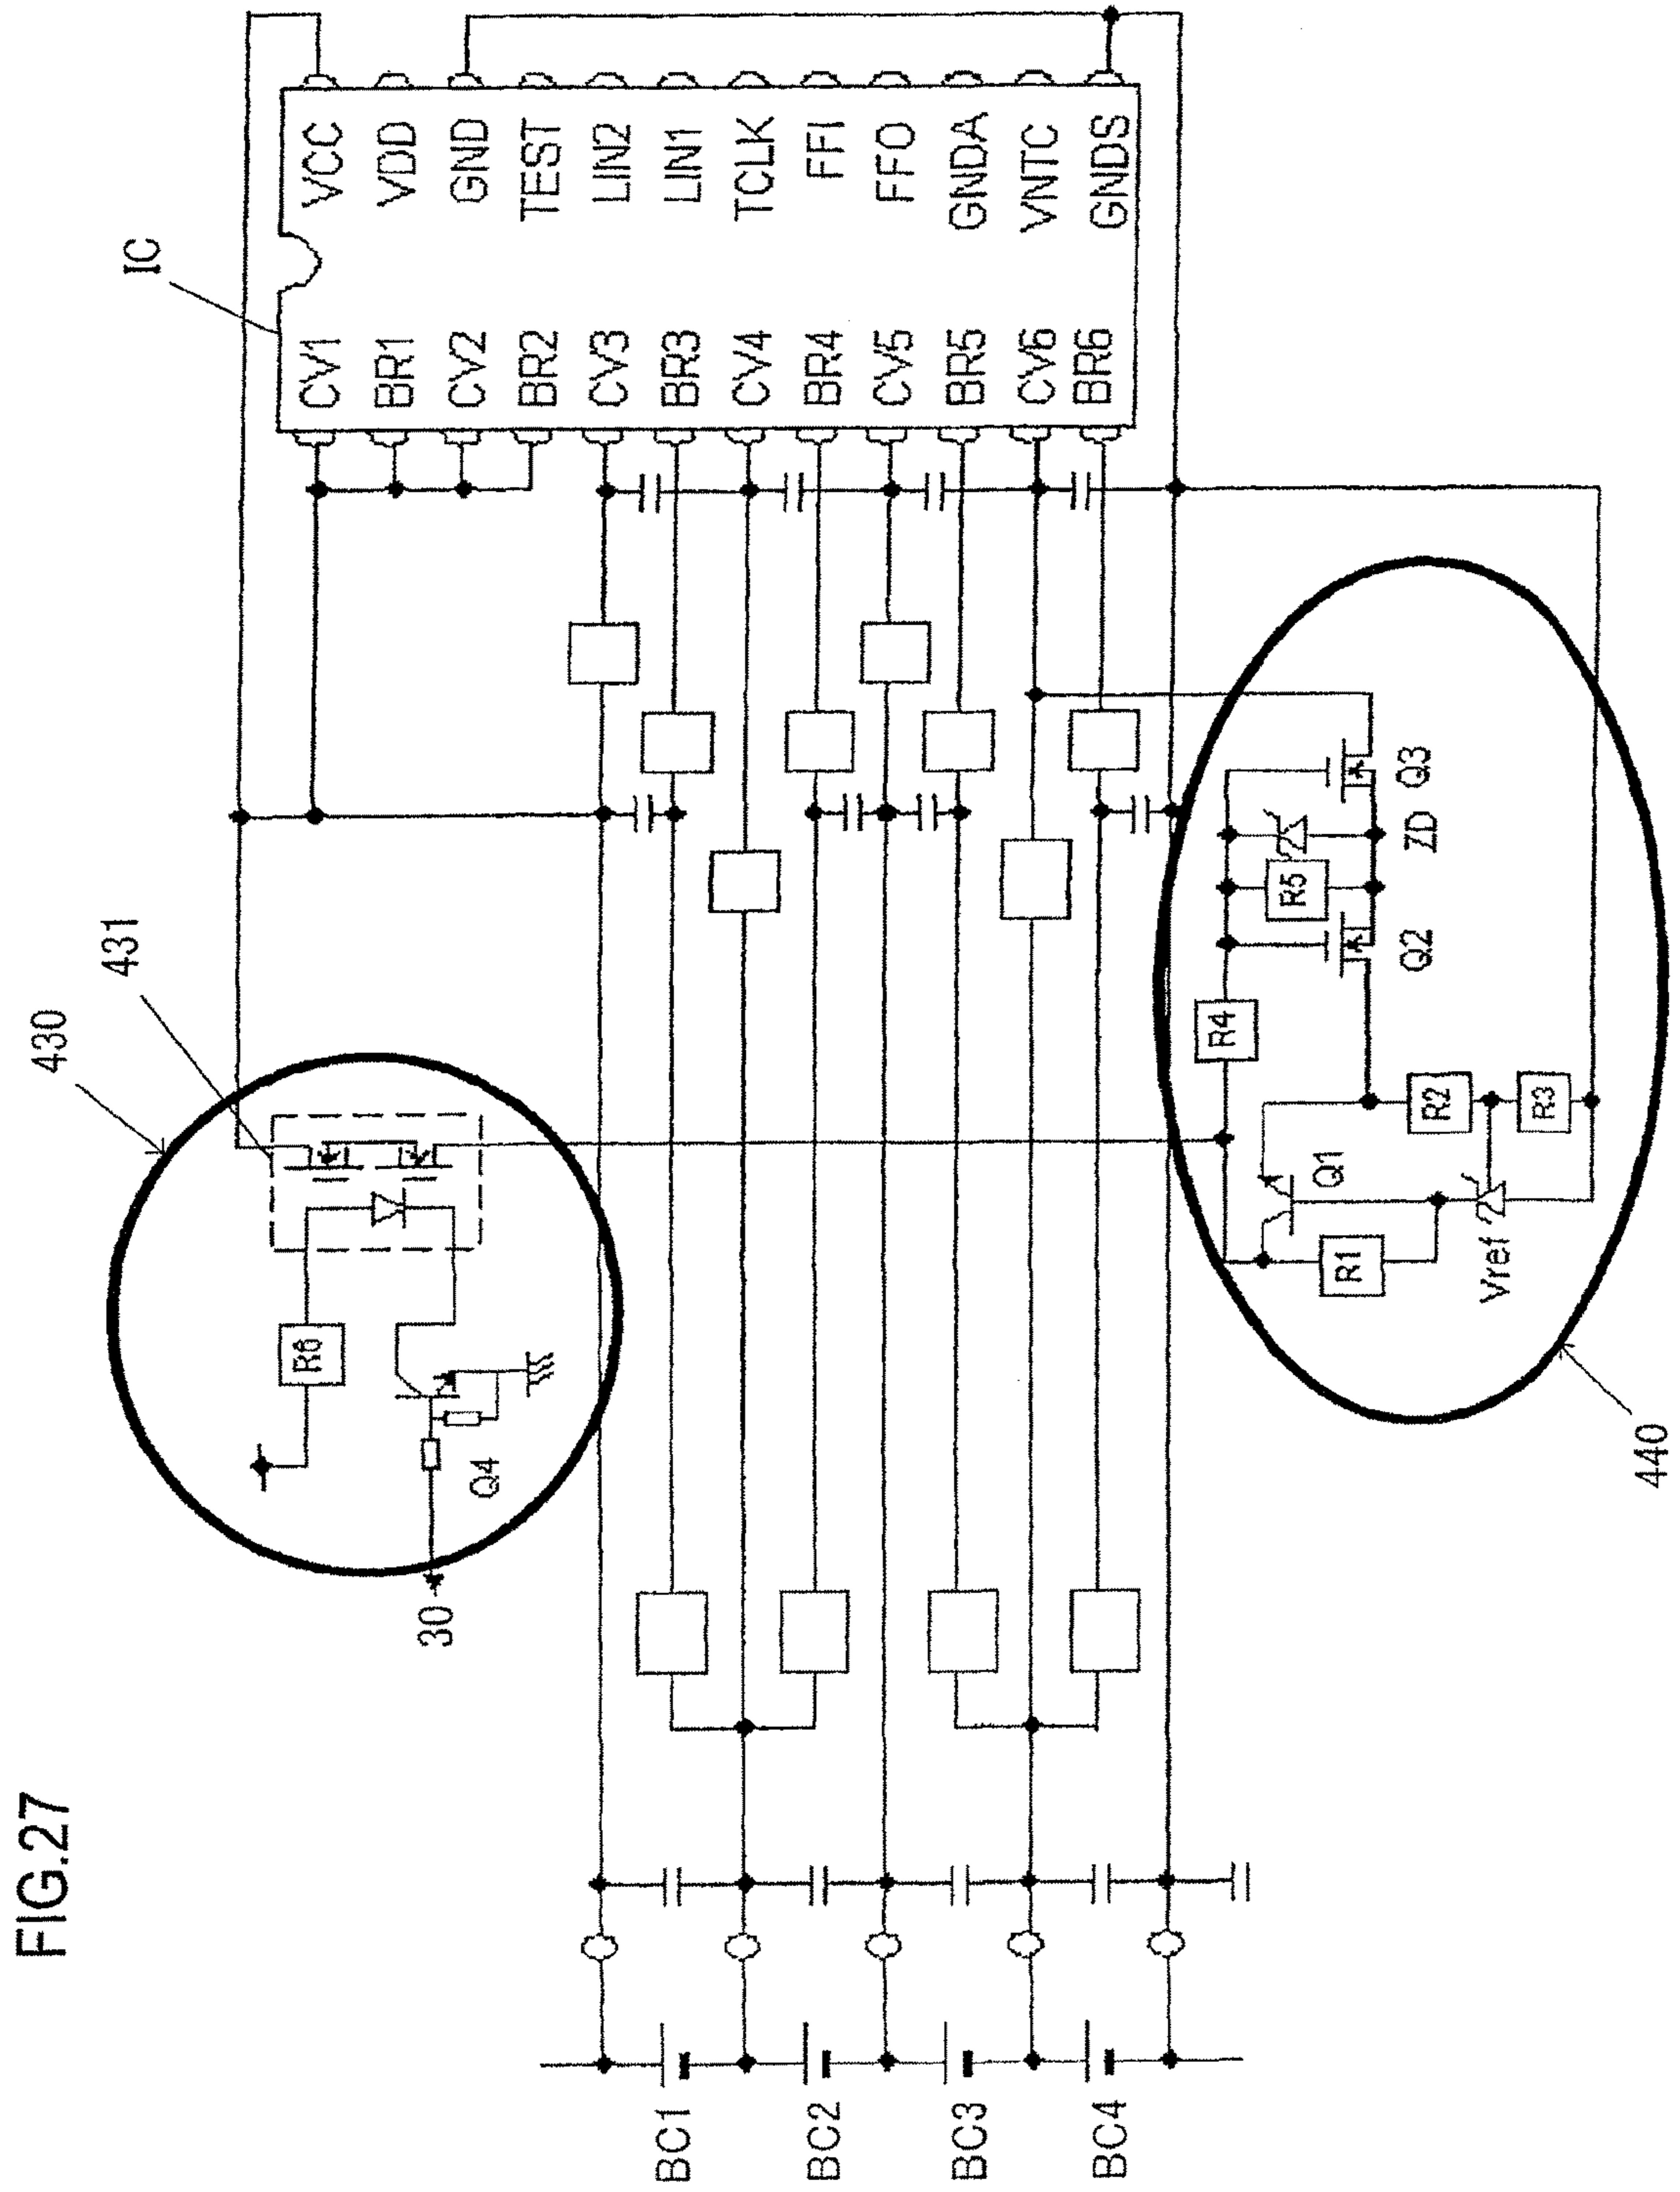 FIG.27
430
431
IC
VCC
VDD
GND
TEST
LIN2
LIN1
TCLK
FFI
FFO
GNDA
VNTC
GNDS
CV1
BR1
CV2
BR2
CV3
BR3
CV4
BR4
CV5
BR5
CV6
BR6
R6
Q4
30
BC1
BC2
BC3
BC4
R4
R5
ZD
Q3
Q2
R2
R3
Q1
R1
Vref
440